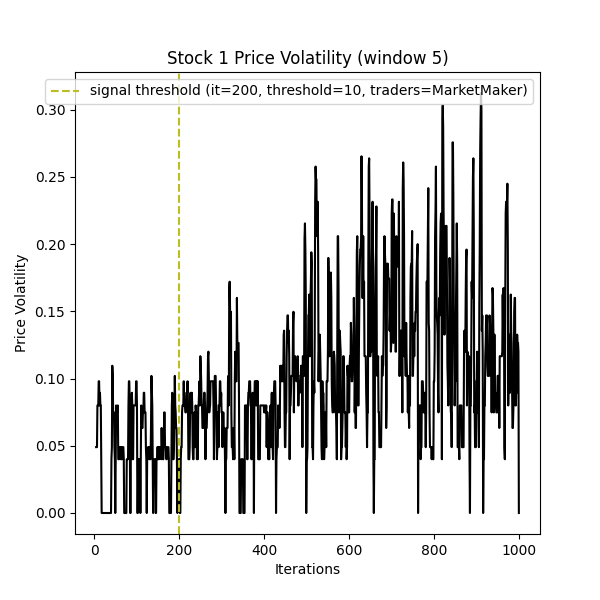 Stock 1 Price Volatility (window 5)
signal threshold (it=200, threshold=10, traders=MarketMaker)
0.30
0.25
0.20
0.15
0.10
0.05
0.00
Price Volatility
0 200 400 600 800 1000
Iterations